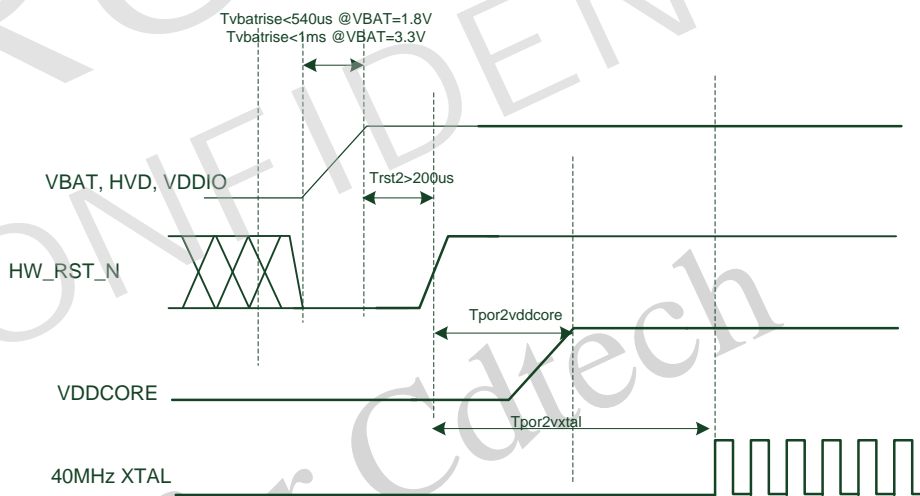 Tvbatrise<540us @VBAT=1.8V
Tvbatrise<1ms @VBAT=3.3V
VBAT, HVD, VDDIO
Trst2>200us
HW_RST_N
Tpor2vddcore
VDDCORE
Tpor2vxtal
40MHz XTAL
CONFIDEN
Cdtech